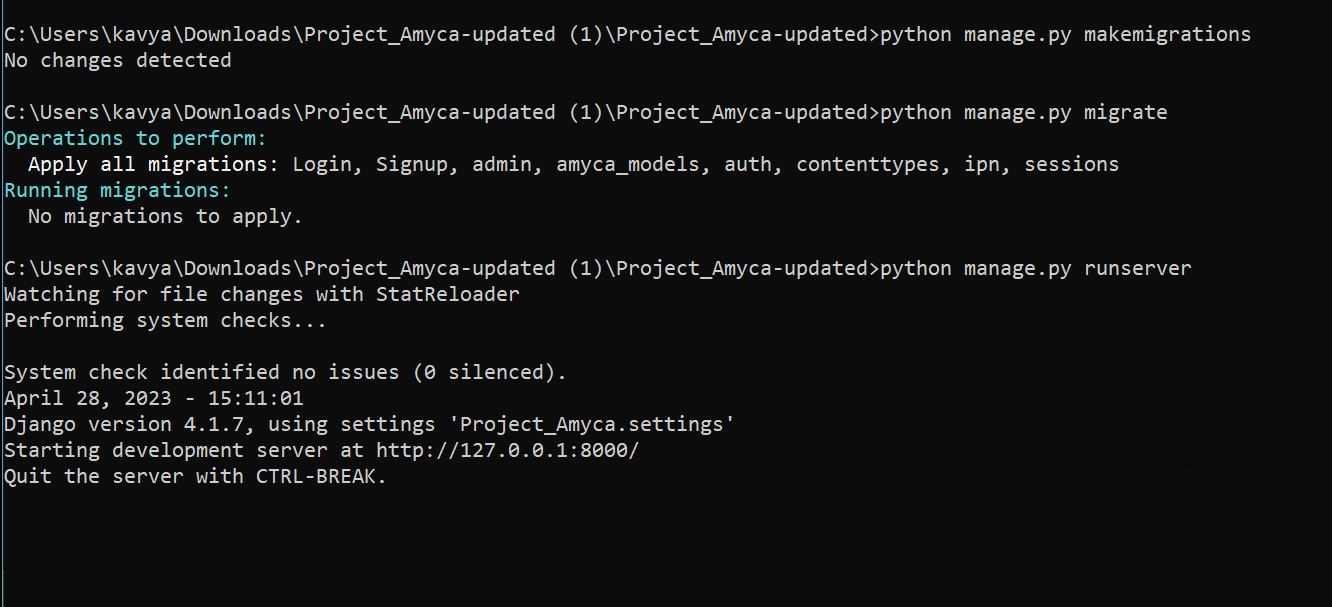 C:\Users\kavya\Downloads\Project_Amyca-updated (1)\Project_Amyca-updated>python manage.py makemigrations
No changes detected
C:\Users\kavya\Downloads\Project_Amyca-updated (1)\Project_Amyca-updated>python manage.py migrate
Operations to perform:
  Apply all migrations: Login, Signup, admin, amyca_models, auth, contenttypes, ipn, sessions
Running migrations:
  No migrations to apply.
C:\Users\kavya\Downloads\Project_Amyca-updated (1)\Project_Amyca-updated>python manage.py runserver
Watching for file changes with StatReloader
Performing system checks...
System check identified no issues (0 silenced).
April 28, 2023 - 15:11:01
Django version 4.1.7, using settings 'Project_Amyca.settings'
Starting development server at http://127.0.0.1:8000/
Quit the server with CTRL-BREAK.